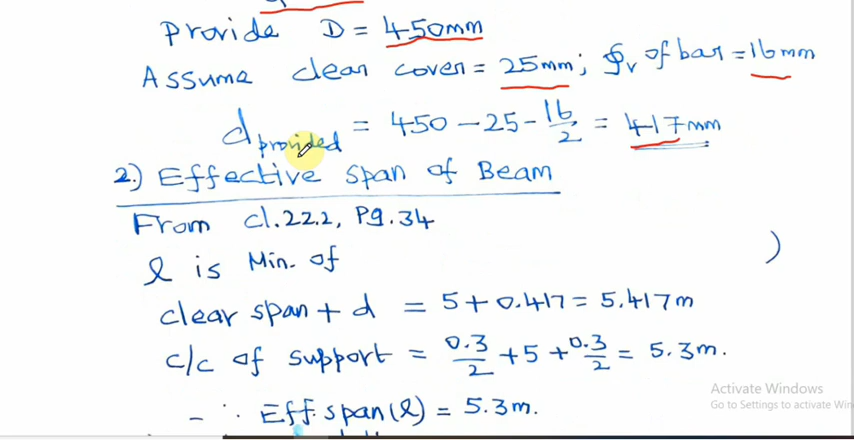 Provide D = 450mm
Assume clear cover = 25mm; ϕv of bar = 16mm
dprovided = 450 - 25 - 16/2 = 417mm
2.) Effective span of Beam
From cl.22.2, Pg.34
l is Min. of
)
clear span + d = 5 + 0.417 = 5.417m
c/c of support = 0.3/2 + 5 + 0.3/2 = 5.3m.
Activate Windows
Go to Settings to activate Win
- ∴ Eff. span (l) = 5.3m.